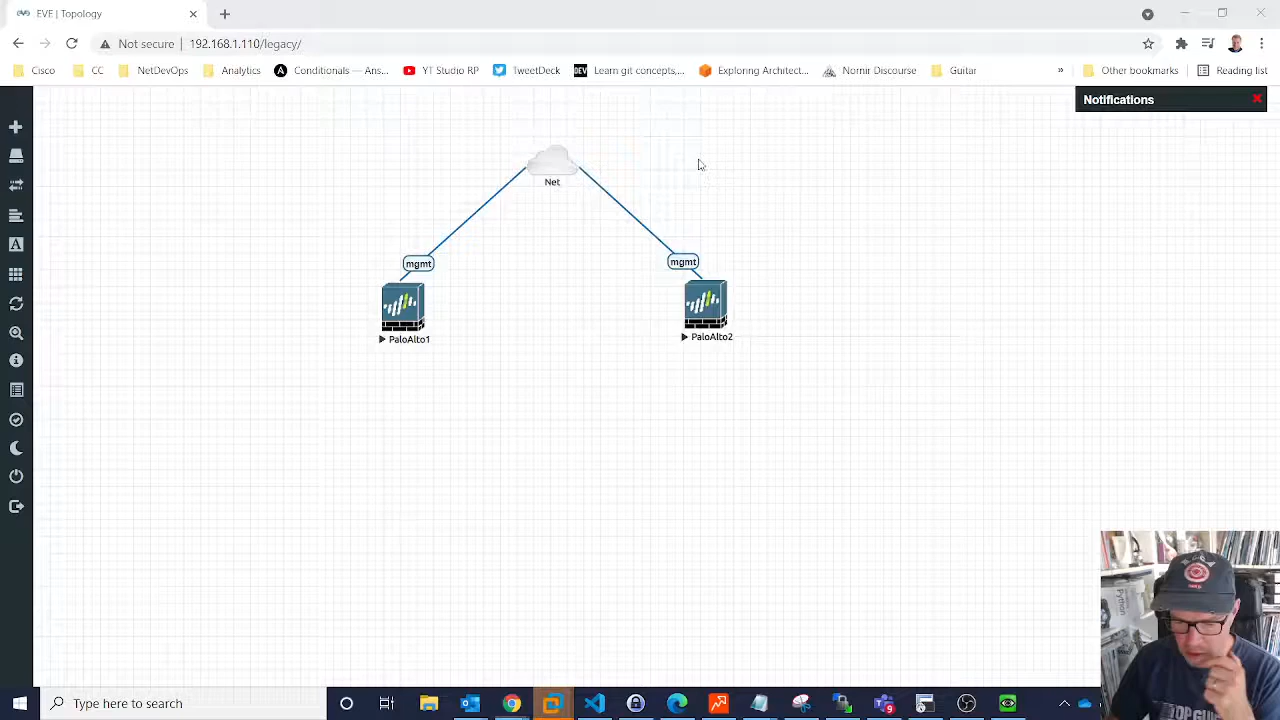 EVE | Topology
Not secure
192.168.1.110/legacy/
Cisco
CC
NetDevOps
Analytics
Conditionals — Ans...
YT Studio RP
TweetDeck
DEV
Learn git concepts,...
Exploring Architect...
Nornir Discourse
Guitar
»
Other bookmarks
Reading list
Notifications
Net
mgmt
mgmt
PaloAlto1
PaloAlto2
Type here to search
Python